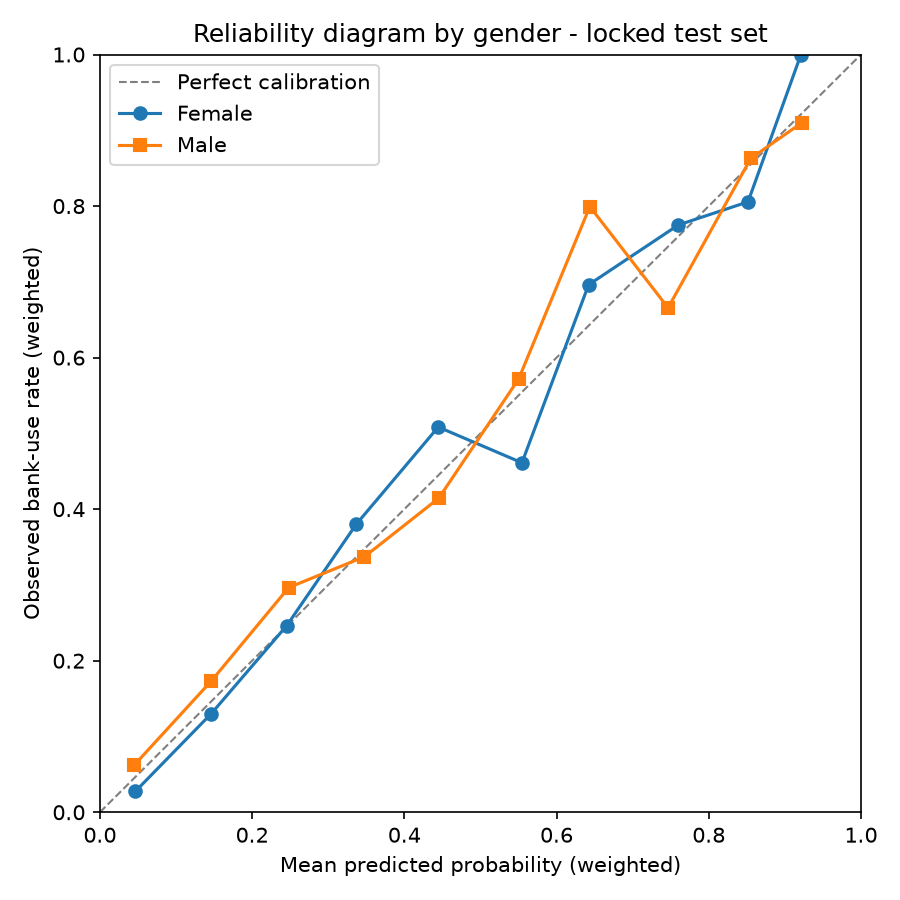 Reliability diagram by gender - locked test set
Perfect calibration
Female
Male
Observed bank-use rate (weighted)
1.0
0.8
0.6
0.4
0.2
0.0
0.0 0.2 0.4 0.6 0.8 1.0
Mean predicted probability (weighted)